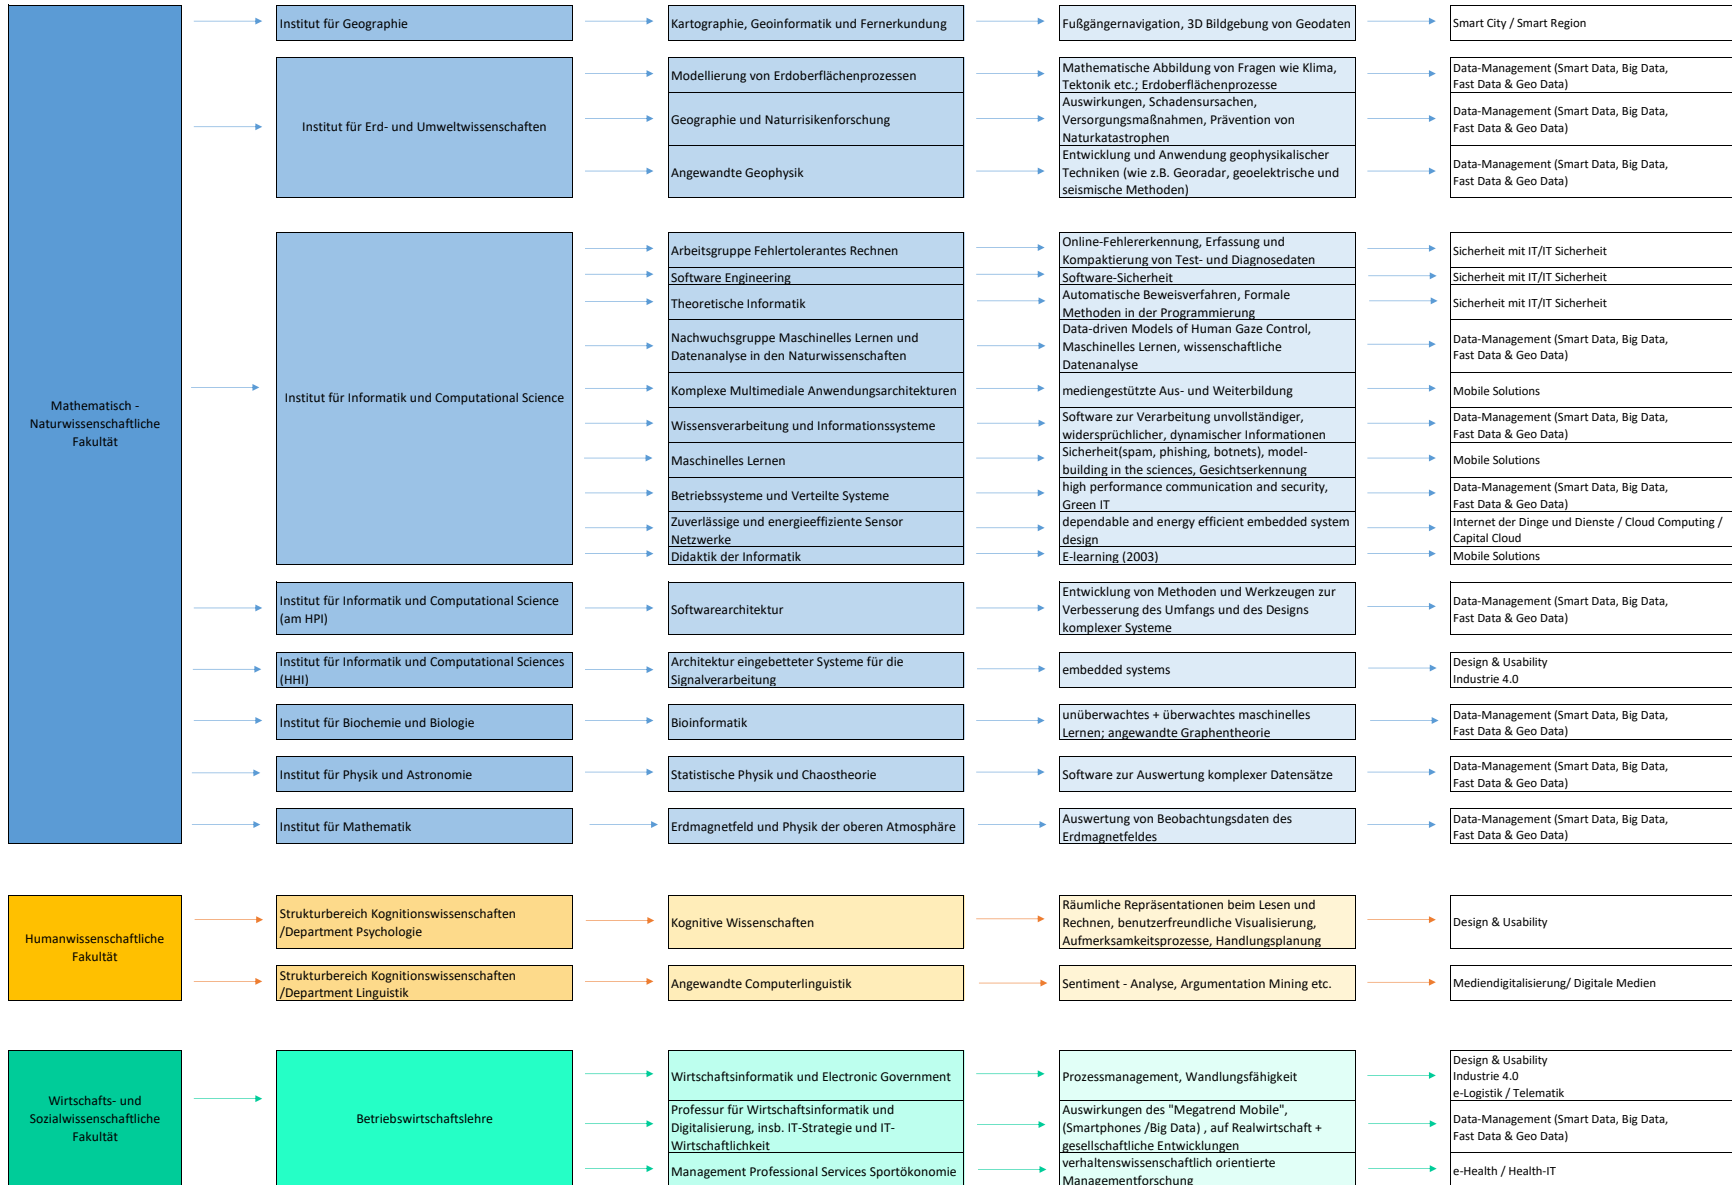 Institut für Geographie
Kartographie, Geoinformatik und Fernerkundung
Fußgängernavigation, 3D Bildgebung von Geodaten
Smart City / Smart Region
Mathematisch -
Naturwissenschaftliche
Fakultät
Institut für Erd- und Umweltwissenschaften
Modellierung von Erdoberflächenprozessen
Mathematische Abbildung von Fragen wie Klima,
Tektonik etc.; Erdoberflächenprozesse
Data-Management (Smart Data, Big Data,
Fast Data & Geo Data)
Geographie und Naturrisikenforschung
Auswirkungen, Schadensursachen,
Versorgungsmaßnahmen, Prävention von
Naturkatastrophen
Data-Management (Smart Data, Big Data,
Fast Data & Geo Data)
Angewandte Geophysik
Entwicklung und Anwendung geophysikalischer
Techniken (wie z.B. Georadar, geoelektrische und
seismische Methoden)
Data-Management (Smart Data, Big Data,
Fast Data & Geo Data)
Institut für Informatik und Computational Science
Arbeitsgruppe Fehlertolerantes Rechnen
Online-Fehlererkennung, Erfassung und
Kompaktierung von Test- und Diagnosedaten
Sicherheit mit IT/IT Sicherheit
Software Engineering
Software-Sicherheit
Sicherheit mit IT/IT Sicherheit
Theoretische Informatik
Automatische Beweisverfahren, Formale
Methoden in der Programmierung
Sicherheit mit IT/IT Sicherheit
Nachwuchsgruppe Maschinelles Lernen und
Datenanalyse in den Naturwissenschaften
Data-driven Models of Human Gaze Control,
Maschinelles Lernen, wissenschaftliche
Datenanalyse
Data-Management (Smart Data, Big Data,
Fast Data & Geo Data)
Komplexe Multimediale Anwendungsarchitekturen
mediengestützte Aus- und Weiterbildung
Mobile Solutions
Wissensverarbeitung und Informationssysteme
Software zur Verarbeitung unvollständiger,
widersprüchlicher, dynamischer Informationen
Data-Management (Smart Data, Big Data,
Fast Data & Geo Data)
Maschinelles Lernen
Sicherheit(spam, phishing, botnets), model-
building in the sciences, Gesichtserkennung
Mobile Solutions
Betriebssysteme und Verteilte Systeme
high performance communication and security,
Green IT
Data-Management (Smart Data, Big Data,
Fast Data & Geo Data)
Zuverlässige und energieeffiziente Sensor
Netzwerke
dependable and energy efficient embedded system
design
Internet der Dinge und Dienste / Cloud Computing /
Capital Cloud
Didaktik der Informatik
E-learning (2003)
Mobile Solutions
Institut für Informatik und Computational Science
(am HPI)
Softwarearchitektur
Entwicklung von Methoden und Werkzeugen zur
Verbesserung des Umfangs und des Designs
komplexer Systeme
Data-Management (Smart Data, Big Data,
Fast Data & Geo Data)
Institut für Informatik und Computational Sciences
(HHI)
Architektur eingebetteter Systeme für die
Signalverarbeitung
embedded systems
Design & Usability
Industrie 4.0
Institut für Biochemie und Biologie
Bioinformatik
unüberwachtes + überwachtes maschinelles
Lernen; angewandte Graphentheorie
Data-Management (Smart Data, Big Data,
Fast Data & Geo Data)
Institut für Physik und Astronomie
Statistische Physik und Chaostheorie
Software zur Auswertung komplexer Datensätze
Data-Management (Smart Data, Big Data,
Fast Data & Geo Data)
Institut für Mathematik
Erdmagnetfeld und Physik der oberen Atmosphäre
Auswertung von Beobachtungsdaten des
Erdmagnetfeldes
Data-Management (Smart Data, Big Data,
Fast Data & Geo Data)
Humanwissenschaftliche
Fakultät
Strukturbereich Kognitionswissenschaften
/Department Psychologie
Kognitive Wissenschaften
Räumliche Repräsentationen beim Lesen und
Rechnen, benutzerfreundliche Visualisierung,
Aufmerksamkeitsprozesse, Handlungsplanung
Design & Usability
Strukturbereich Kognitionswissenschaften
/Department Linguistik
Angewandte Computerlinguistik
Sentiment - Analyse, Argumentation Mining etc.
Mediendigitalisierung/ Digitale Medien
Wirtschafts- und
Sozialwissenschaftliche
Fakultät
Betriebswirtschaftslehre
Wirtschaftsinformatik und Electronic Government
Prozessmanagement, Wandlungsfähigkeit
Design & Usability
Industrie 4.0
e-Logistik / Telematik
Professur für Wirtschaftsinformatik und
Digitalisierung, insb. IT-Strategie und IT-
Wirtschaftlichkeit
Auswirkungen des "Megatrend Mobile",
(Smartphones /Big Data) , auf Realwirtschaft +
gesellschaftliche Entwicklungen
Data-Management (Smart Data, Big Data,
Fast Data & Geo Data)
Management Professional Services Sportökonomie
verhaltenswissenschaftlich orientierte
Managementforschung
e-Health / Health-IT